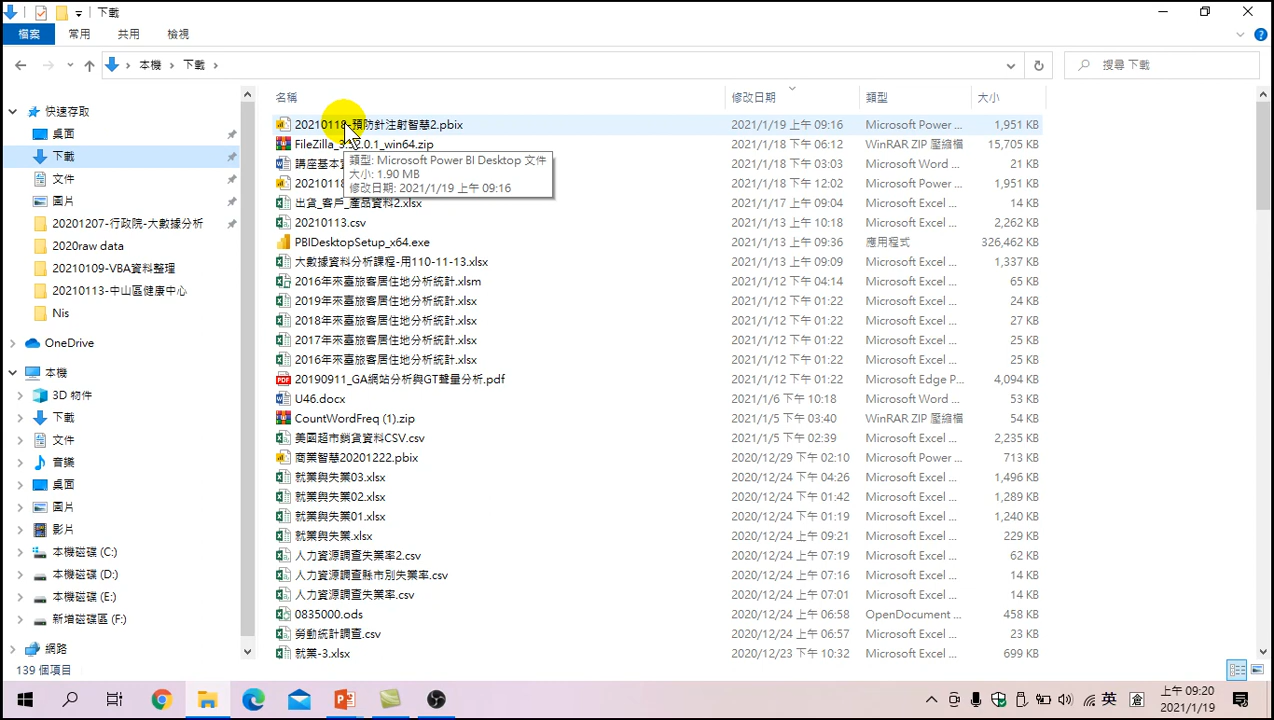 下載
檔案 常用 共用 檢視
本機 下載 搜尋 下載
名稱 修改日期 類型 大小
快速存取
桌面
下載
文件
圖片
20201207-行政院-大數據分析
2020raw data
20210109-VBA資料整理
20210113-中山區健康中心
Nis
OneDrive
本機
3D 物件
下載
文件
音樂
桌面
圖片
影片
本機磁碟 (C:)
本機磁碟 (D:)
本機磁碟 (E:)
新增磁碟區 (F:)
網路
20210118-預防針注射智慧2.pbix 2021/1/19 上午 09:16 Microsoft Power ... 1,951 KB
FileZilla_3. 2.0.1_win64.zip 2021/1/18 下午 06:12 WinRAR ZIP 壓縮檔 15,705 KB
講座基本 2021/1/18 下午 03:03 Microsoft Word ... 21 KB
20210118 2021/1/18 下午 12:02 Microsoft Power ... 1,951 KB
類型: Microsoft Power BI Desktop 文件
大小: 1.90 MB
修改日期: 2021/1/19 上午 09:16
出貨_客戶_產品資料2.xlsx 2021/1/17 上午 09:04 Microsoft Excel ... 14 KB
20210113.csv 2021/1/13 上午 10:18 Microsoft Excel ... 2,262 KB
PBIDesktopSetup_x64.exe 2021/1/13 上午 09:36 應用程式 326,462 KB
大數據資料分析課程-用110-11-13.xlsx 2021/1/13 上午 09:09 Microsoft Excel ... 1,337 KB
2016年來臺旅客居住地分析統計.xlsm 2021/1/12 下午 04:14 Microsoft Excel ... 65 KB
2019年來臺旅客居住地分析統計.xlsx 2021/1/12 下午 01:22 Microsoft Excel ... 24 KB
2018年來臺旅客居住地分析統計.xlsx 2021/1/12 下午 01:22 Microsoft Excel ... 27 KB
2017年來臺旅客居住地分析統計.xlsx 2021/1/12 下午 01:22 Microsoft Excel ... 25 KB
2016年來臺旅客居住地分析統計.xlsx 2021/1/12 下午 01:22 Microsoft Excel ... 25 KB
20190911_GA網站分析與GT聲量分析.pdf 2021/1/12 下午 01:22 Microsoft Edge P... 4,094 KB
U46.docx 2021/1/6 下午 10:18 Microsoft Word ... 53 KB
CountWordFreq (1).zip 2021/1/5 下午 03:40 WinRAR ZIP 壓縮檔 54 KB
美國超市銷貨資料CSV.csv 2021/1/5 下午 02:39 Microsoft Excel ... 2,235 KB
商業智慧20201222.pbix 2020/12/29 下午 02:10 Microsoft Power ... 713 KB
就業與失業03.xlsx 2020/12/24 下午 04:26 Microsoft Excel ... 1,496 KB
就業與失業02.xlsx 2020/12/24 下午 01:42 Microsoft Excel ... 1,289 KB
就業與失業01.xlsx 2020/12/24 下午 01:19 Microsoft Excel ... 1,240 KB
就業與失業.xlsx 2020/12/24 上午 09:21 Microsoft Excel ... 229 KB
人力資源調查失業率2.csv 2020/12/24 上午 07:19 Microsoft Excel ... 62 KB
人力資源調查縣市別失業率.csv 2020/12/24 上午 07:16 Microsoft Excel ... 14 KB
人力資源調查失業率.csv 2020/12/24 上午 07:01 Microsoft Excel ... 14 KB
0835000.ods 2020/12/24 上午 06:58 OpenDocument ... 458 KB
勞動統計調查.csv 2020/12/24 上午 06:57 Microsoft Excel ... 23 KB
就業-3.xlsx 2020/12/23 下午 10:32 Microsoft Excel ... 699 KB
139 個項目
英 倉
上午 09:20
2021/1/19